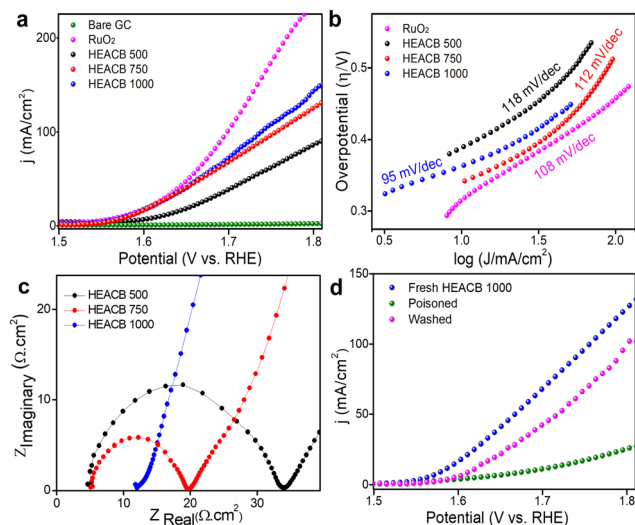 a
Bare GC
RuO₂
HEACB 500
HEACB 750
HEACB 1000
j (mA/cm²)
200
100
0
1.5 1.6 1.7 1.8
Potential (V vs. RHE)
b
RuO₂
HEACB 500
HEACB 750
HEACB 1000
118 mV/dec
112 mV/dec
95 mV/dec
108 mV/dec
Overpotential (η/V)
0.5
0.4
0.3
0.5 1.0 1.5 2.0
log (J/mA/cm²)
c
HEACB 500
HEACB 750
HEACB 1000
Z Imaginary (Ω.cm²)
20
10
0
0 10 20 30
Z Real (Ω.cm²)
d
Fresh HEACB 1000
Poisoned
Washed
j (mA/cm²)
150
100
50
0
1.5 1.6 1.7 1.8
Potential (V vs. RHE)